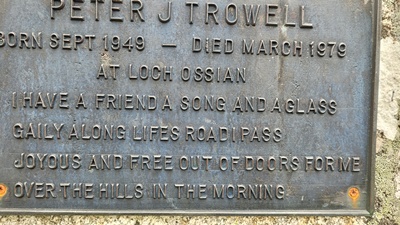 PETER J TROWELL
BORN SEPT 1949 – DIED MARCH 1979
AT LOCH OSSIAN
I HAVE A FRIEND A SONG AND A GLASS
GAILY ALONG LIFES ROAD I PASS
JOYOUS AND FREE OUT OF DOORS FOR ME
OVER THE HILLS IN THE MORNING